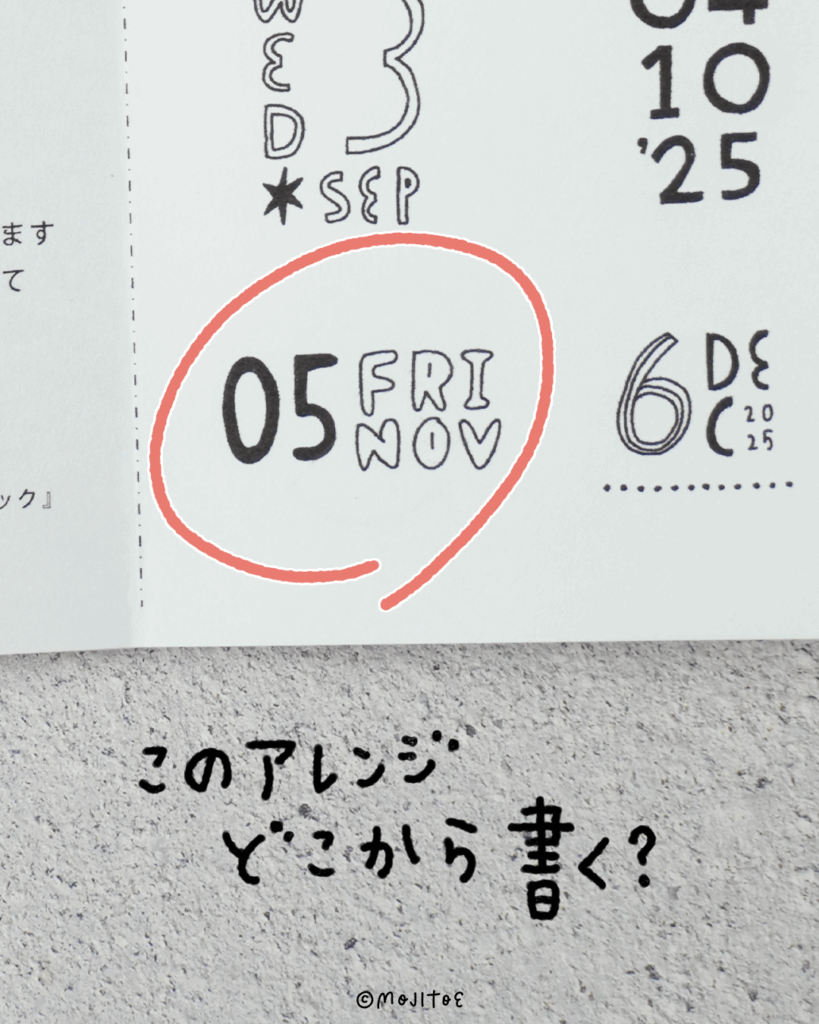 WED 3
*SEP
04
10
'25
ます
て
05 FRI
NOV
6 DEC 2025
ック』
このアレンジ
どこから書く?
©MOJITOE